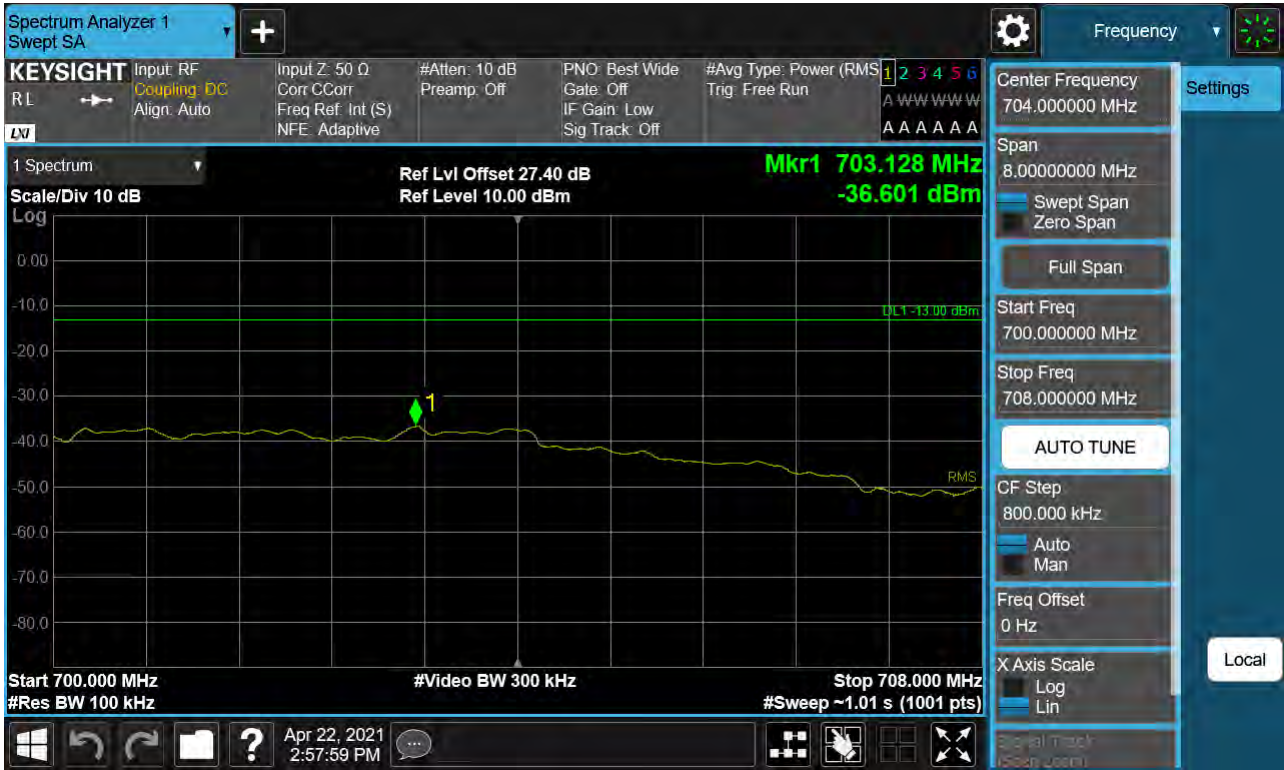 Spectrum Analyzer 1
Swept SA
Frequency
KEYSIGHT
RL
LXI
Input: RF
Coupling: DC
Align: Auto
Input Z: 50 Ω
Corr CCorr
Freq Ref: Int (S)
NFE: Adaptive
#Atten: 10 dB
Preamp: Off
PNO: Best Wide
Gate: Off
IF Gain: Low
Sig Track: Off
#Avg Type: Power (RMS
Trig: Free Run
1 2 3 4 5 6
A W W W W W
A A A A A A
1 Spectrum
Scale/Div 10 dB
Log
Ref Lvl Offset 27.40 dB
Ref Level 10.00 dBm
Mkr1 703.128 MHz
-36.601 dBm
0.00
-10.0
DL1 -13.00 dBm
-20.0
-30.0
1
-40.0
-50.0
RMS
-60.0
-70.0
-80.0
Start 700.000 MHz
#Video BW 300 kHz
Stop 708.000 MHz
#Res BW 100 kHz
#Sweep ~1.01 s (1001 pts)
Center Frequency
704.000000 MHz
Settings
Span
8.00000000 MHz
Swept Span
Zero Span
Full Span
Start Freq
700.000000 MHz
Stop Freq
708.000000 MHz
AUTO TUNE
CF Step
800.000 kHz
Auto
Man
Freq Offset
0 Hz
X Axis Scale
Log
Lin
Local
Signal Track
(Span Zoom)
?
Apr 22, 2021
2:57:59 PM